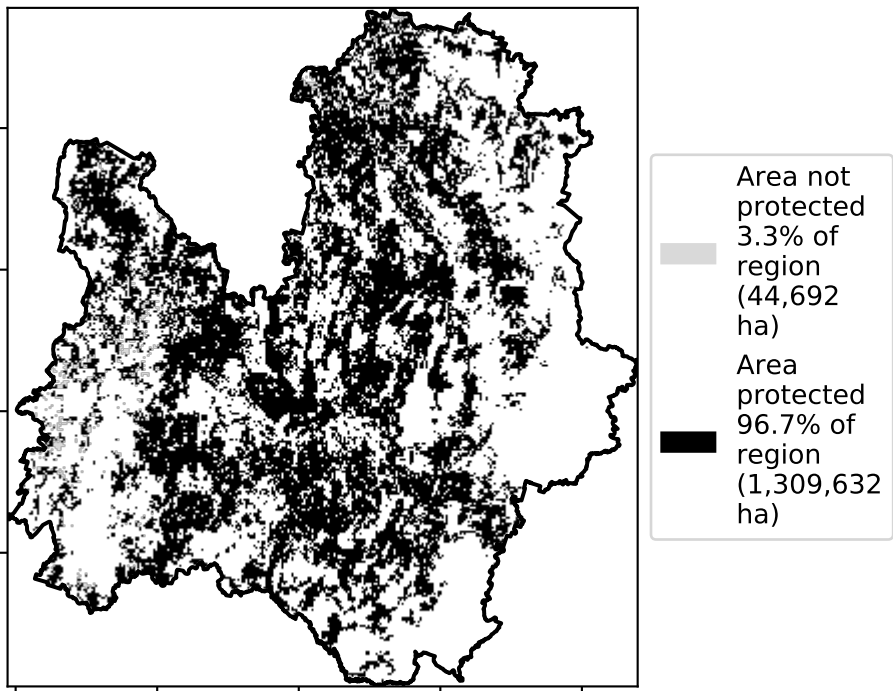 Area not
protected
3.3% of
region
(44,692
ha)
Area
protected
96.7% of
region
(1,309,632
ha)